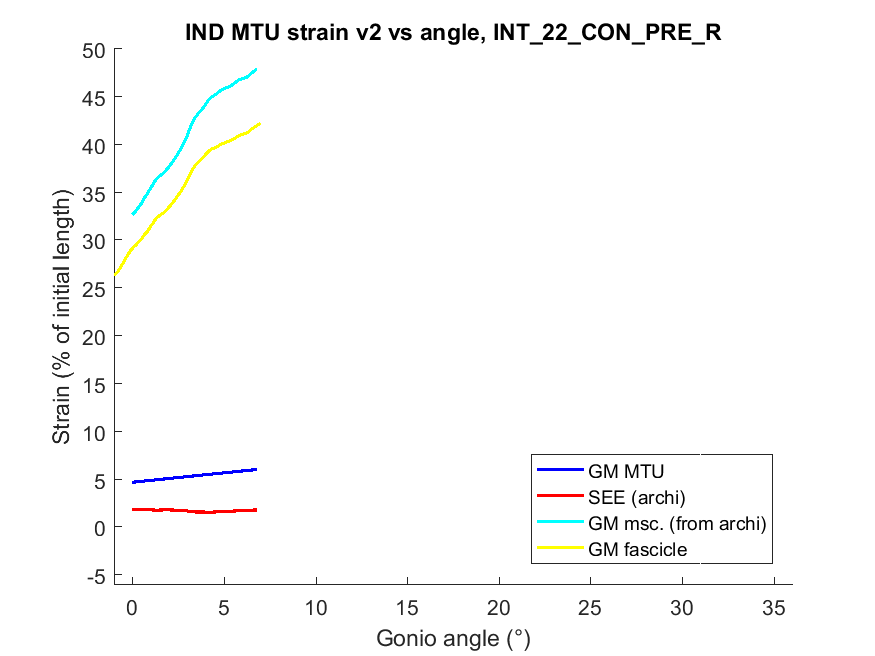 IND MTU strain v2 vs angle, INT_22_CON_PRE_R
Strain (% of initial length)
50
45
40
35
30
25
20
15
10
5
0
-5
GM MTU
SEE (archi)
GM msc. (from archi)
GM fascicle
0 5 10 15 20 25 30 35
Gonio angle (°)